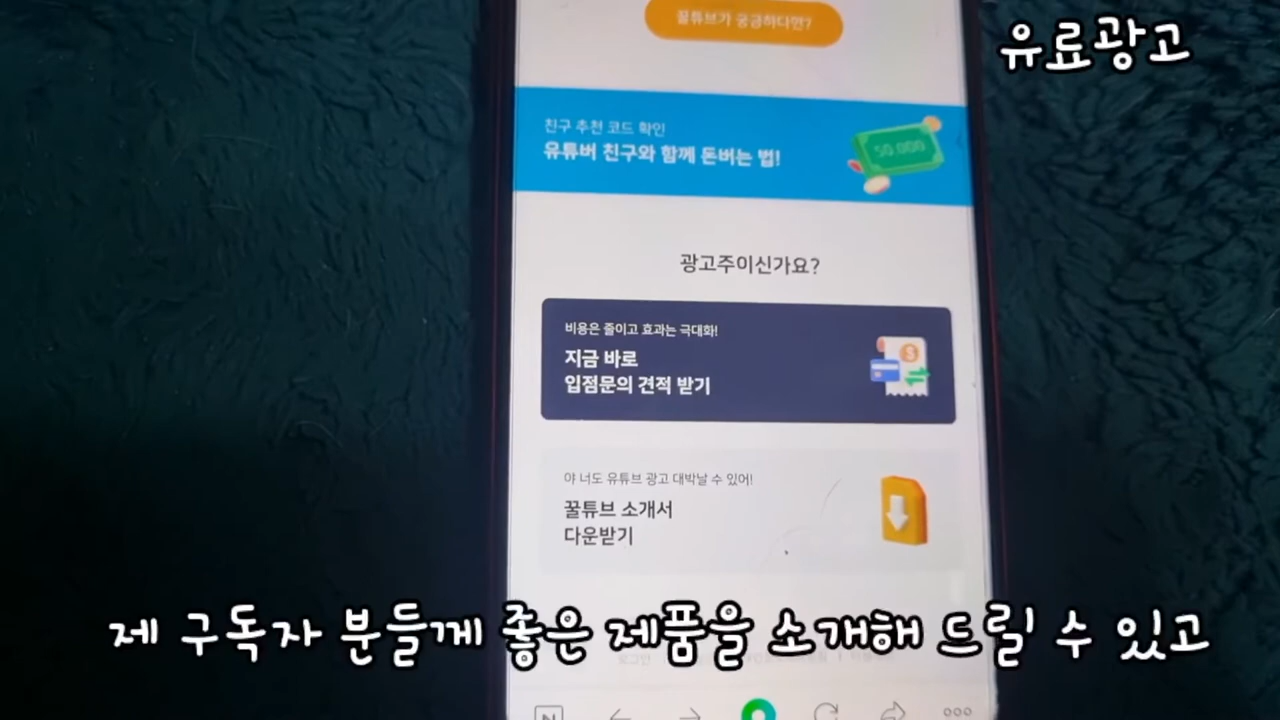 꿀튜브가 궁금하다면?
유료광고
친구 추천 코드 확인
유튜버 친구와 함께 돈버는 법!
50.000
광고주이신가요?
비용은 줄이고 효과는 극대화!
지금 바로
입점문의 견적 받기
야 너도 유튜브 광고 대박날 수 있어!
꿀튜브 소개서
다운받기
제 구독자 분들께 좋은 제품을 소개해 드릴 수 있고
로그인
N